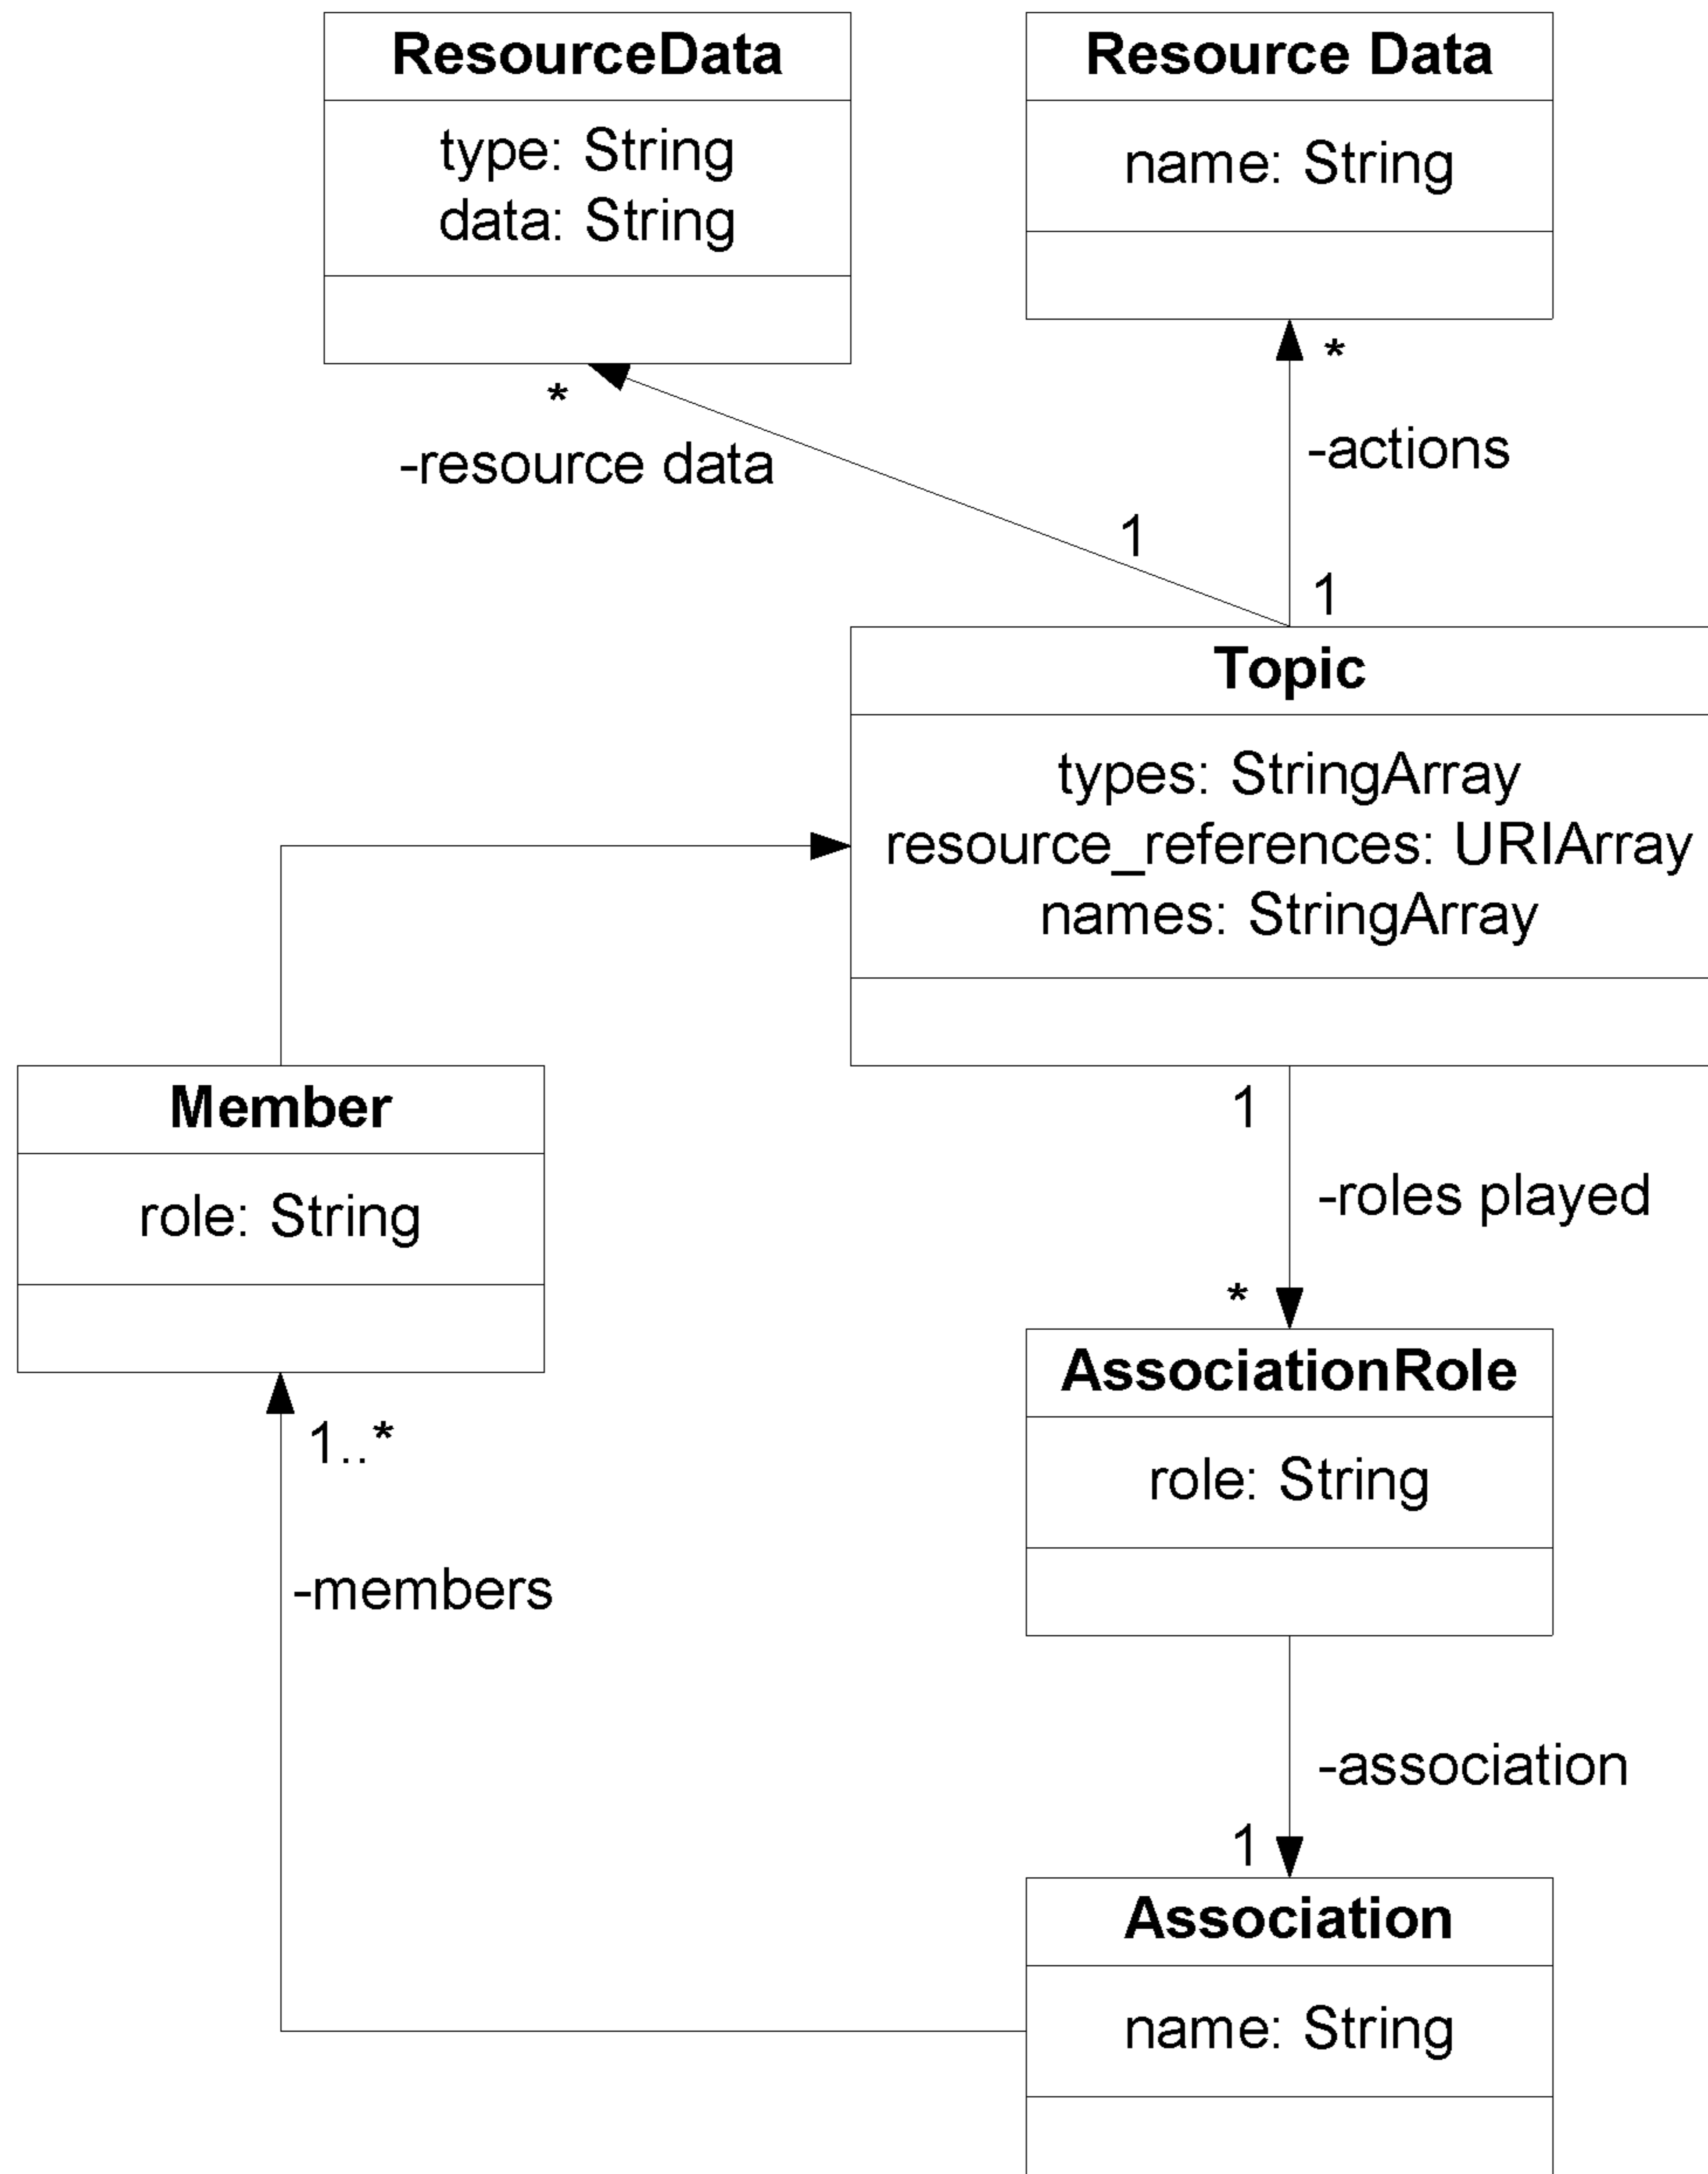 ResourceData
type: String
data: String
Resource Data
name: String
*
-resource data
1
*
-actions
1
Topic
types: StringArray
resource_references: URIArray
names: StringArray
Member
role: String
1
-roles played
*
AssociationRole
role: String
1..*
-members
-association
1
Association
name: String